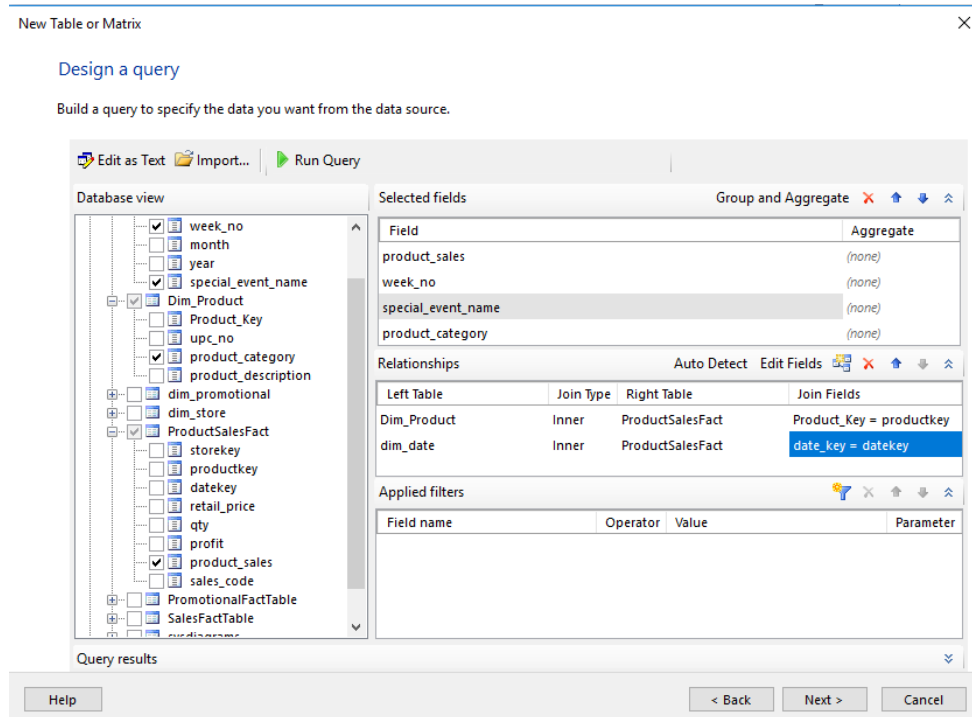 New Table or Matrix
Design a query
Build a query to specify the data you want from the data source.
Edit as Text Import... Run Query
Database view
week_no
month
year
special_event_name
Dim_Product
Product_Key
upc_no
product_category
product_description
dim_promotional
dim_store
ProductSalesFact
storekey
productkey
datekey
retail_price
qty
profit
product_sales
sales_code
PromotionalFactTable
SalesFactTable
sysdiagrams
Selected fields Group and Aggregate
Field Aggregate
product_sales (none)
week_no (none)
special_event_name (none)
product_category (none)
Relationships Auto Detect Edit Fields
Left Table Join Type Right Table Join Fields
Dim_Product Inner ProductSalesFact Product_Key = productkey
dim_date Inner ProductSalesFact date_key = datekey
Applied filters
Field name Operator Value Parameter
Query results
Help < Back Next > Cancel